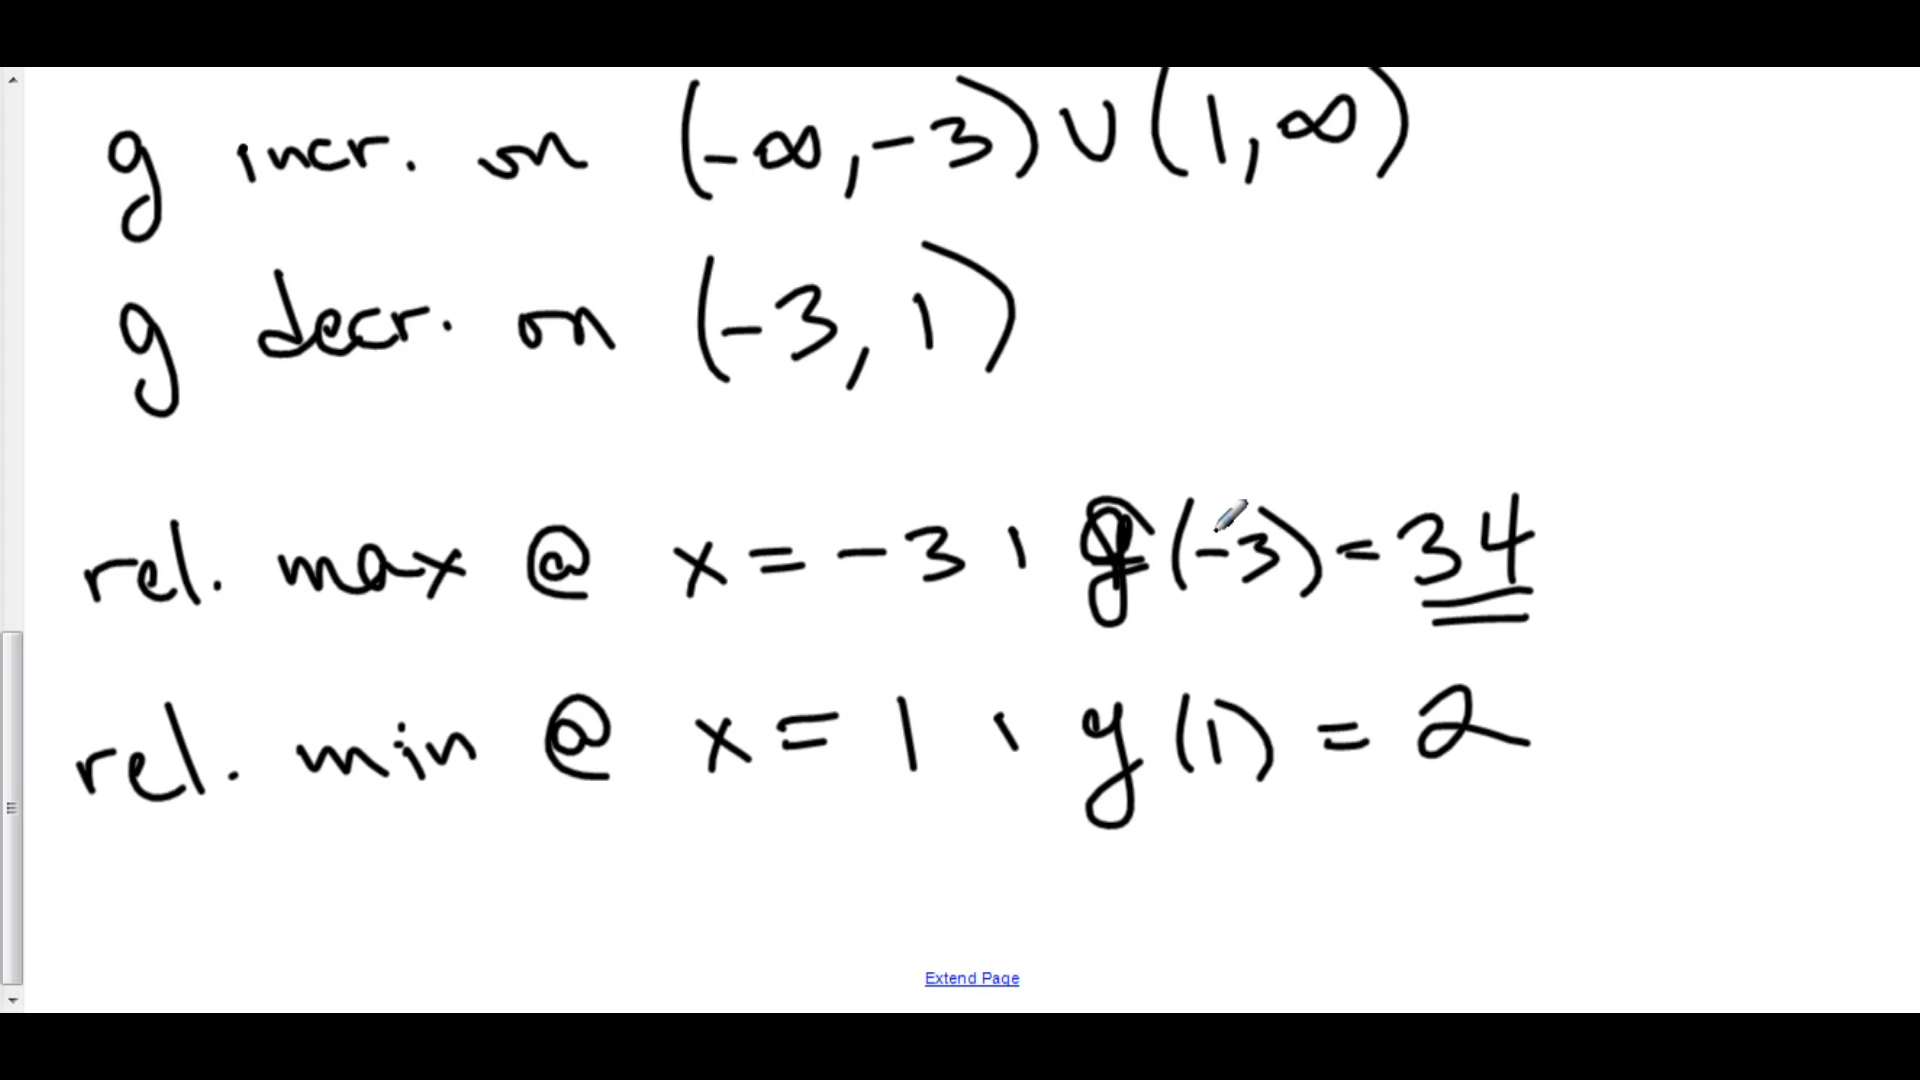 g incr. on (-∞, -3) ∪ (1, ∞)
g decr. on (-3, 1)
rel. max @ x = -3, g(-3) = 34
rel. min @ x = 1, g(1) = 2
Extend Page